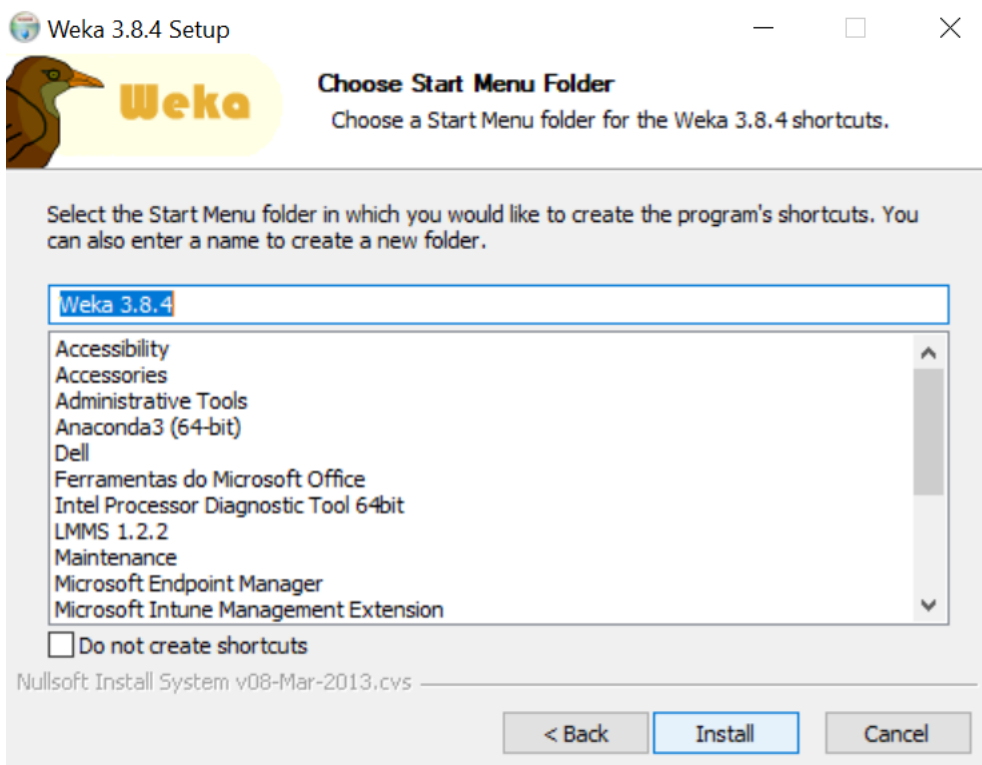 Weka 3.8.4 Setup
Weka
Choose Start Menu Folder
Choose a Start Menu folder for the Weka 3.8.4 shortcuts.
Select the Start Menu folder in which you would like to create the program's shortcuts. You
can also enter a name to create a new folder.
Weka 3.8.4
Accessibility
Accessories
Administrative Tools
Anaconda3 (64-bit)
Dell
Ferramentas do Microsoft Office
Intel Processor Diagnostic Tool 64bit
LMMS 1.2.2
Maintenance
Microsoft Endpoint Manager
Microsoft Intune Management Extension
Do not create shortcuts
Nullsoft Install System v08-Mar-2013.cvs
< Back Install Cancel